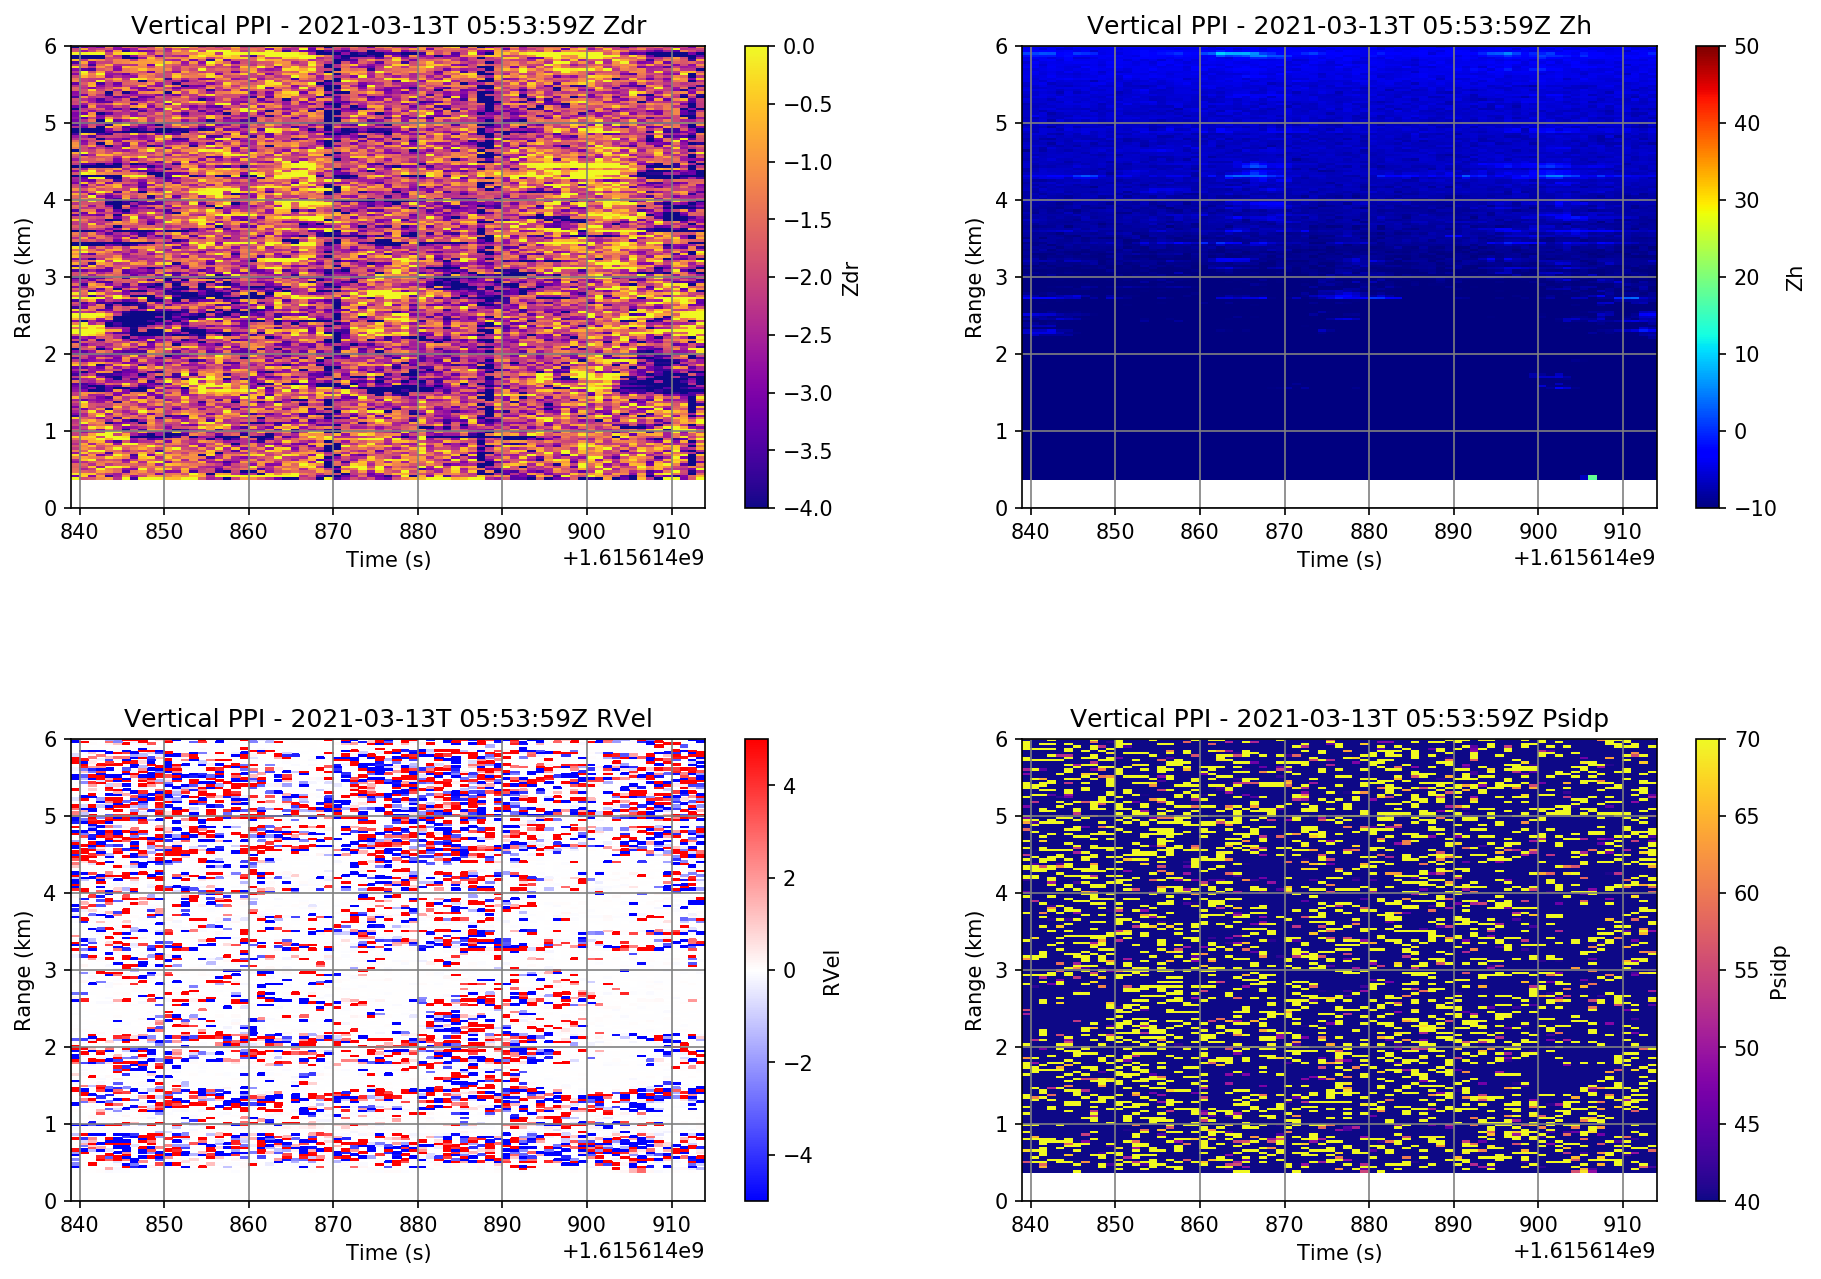 Vertical PPI - 2021-03-13T 05:53:59Z Zdr
6
5
4
3
2
1
0
Range (km)
840 850 860 870 880 890 900 910
Time (s)
+1.615614e9
0.0
−0.5
−1.0
−1.5
−2.0
−2.5
−3.0
−3.5
−4.0
Zdr
Vertical PPI - 2021-03-13T 05:53:59Z Zh
6
5
4
3
2
1
0
Range (km)
840 850 860 870 880 890 900 910
Time (s)
+1.615614e9
50
40
30
20
10
0
−10
Zh
Vertical PPI - 2021-03-13T 05:53:59Z RVel
6
5
4
3
2
1
0
Range (km)
840 850 860 870 880 890 900 910
Time (s)
+1.615614e9
4
2
0
−2
−4
RVel
Vertical PPI - 2021-03-13T 05:53:59Z Psidp
6
5
4
3
2
1
0
Range (km)
840 850 860 870 880 890 900 910
Time (s)
+1.615614e9
70
65
60
55
50
45
40
Psidp